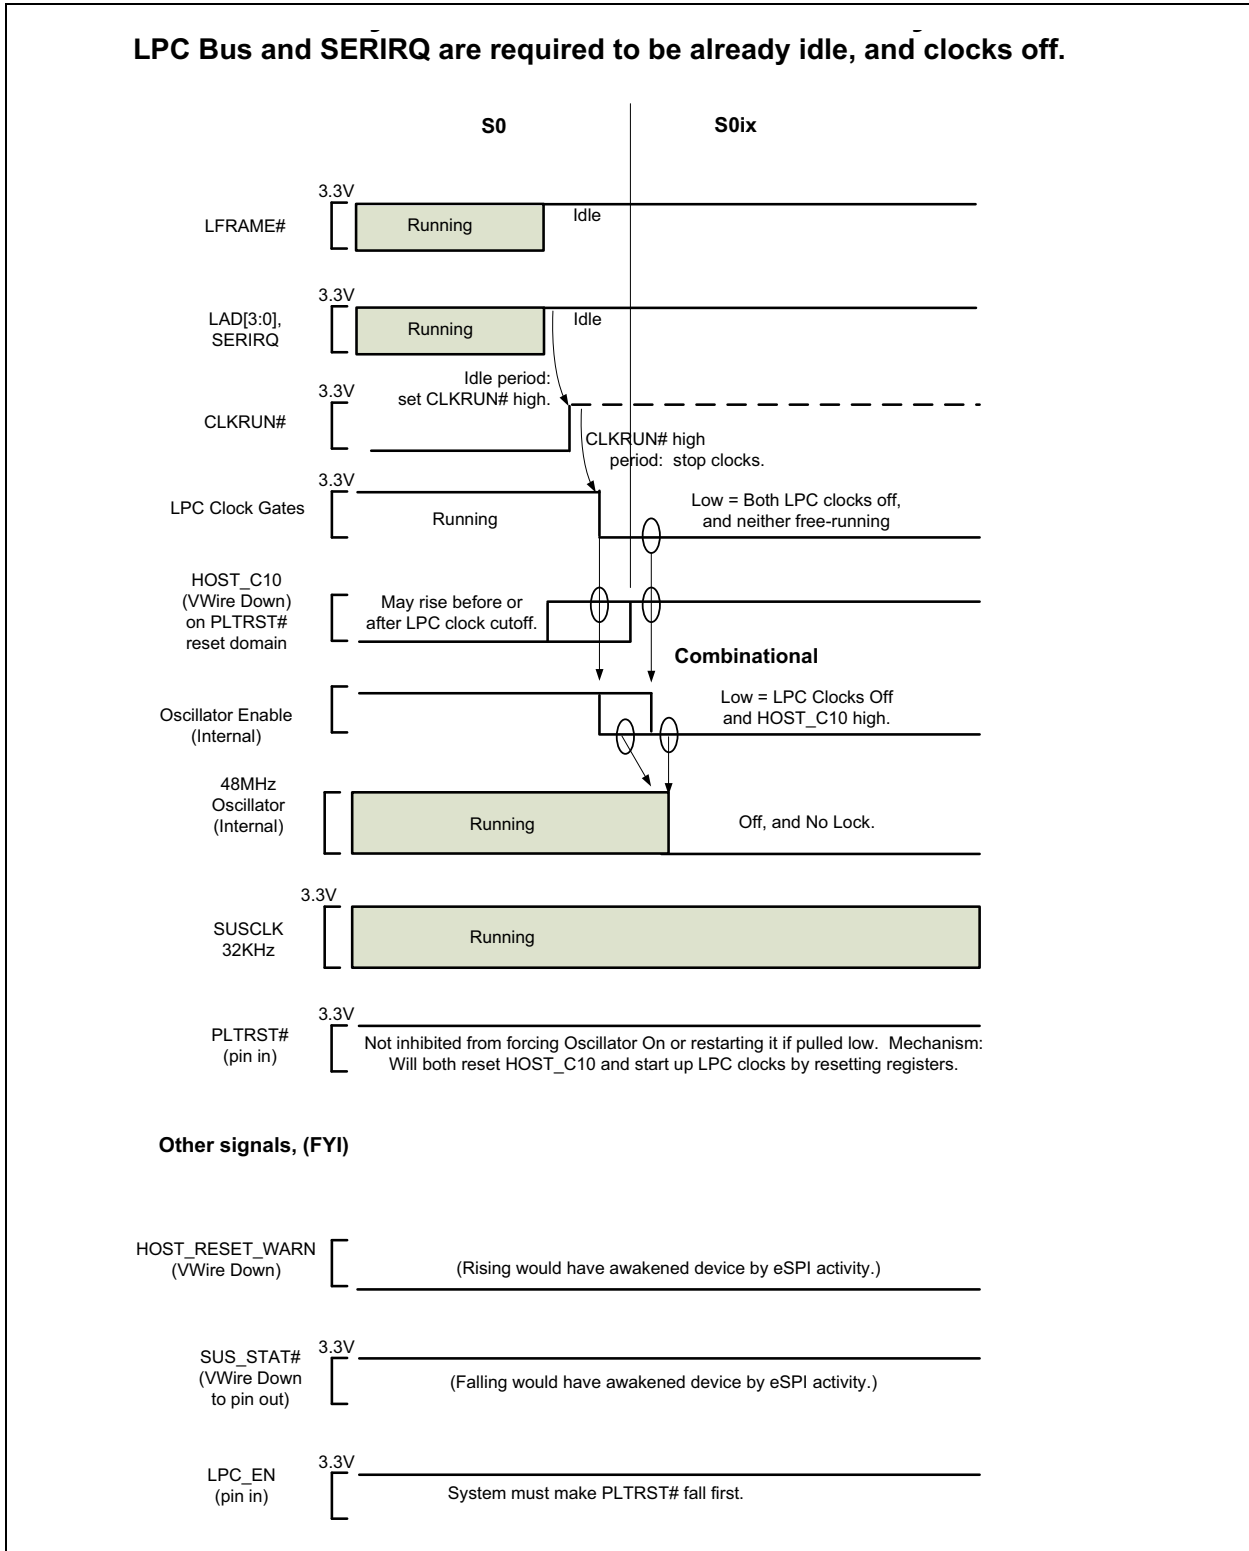 LPC Bus and SERIRQ are required to be already idle, and clocks off.
S0
S0ix
3.3V
LFRAME#
Running
Idle
3.3V
LAD[3:0],
SERIRQ
Running
Idle
Idle period:
set CLKRUN# high.
3.3V
CLKRUN#
CLKRUN# high
period: stop clocks.
3.3V
LPC Clock Gates
Running
Low = Both LPC clocks off,
and neither free-running
HOST_C10
(VWire Down)
on PLTRST#
reset domain
May rise before or
after LPC clock cutoff.
Combinational
Oscillator Enable
(Internal)
Low = LPC Clocks Off
and HOST_C10 high.
48MHz
Oscillator
(Internal)
Running
Off, and No Lock.
3.3V
SUSCLK
32KHz
Running
3.3V
PLTRST#
(pin in)
Not inhibited from forcing Oscillator On or restarting it if pulled low. Mechanism:
Will both reset HOST_C10 and start up LPC clocks by resetting registers.
Other signals, (FYI)
HOST_RESET_WARN
(VWire Down)
(Rising would have awakened device by eSPI activity.)
3.3V
SUS_STAT#
(VWire Down
to pin out)
(Falling would have awakened device by eSPI activity.)
3.3V
LPC_EN
(pin in)
System must make PLTRST# fall first.